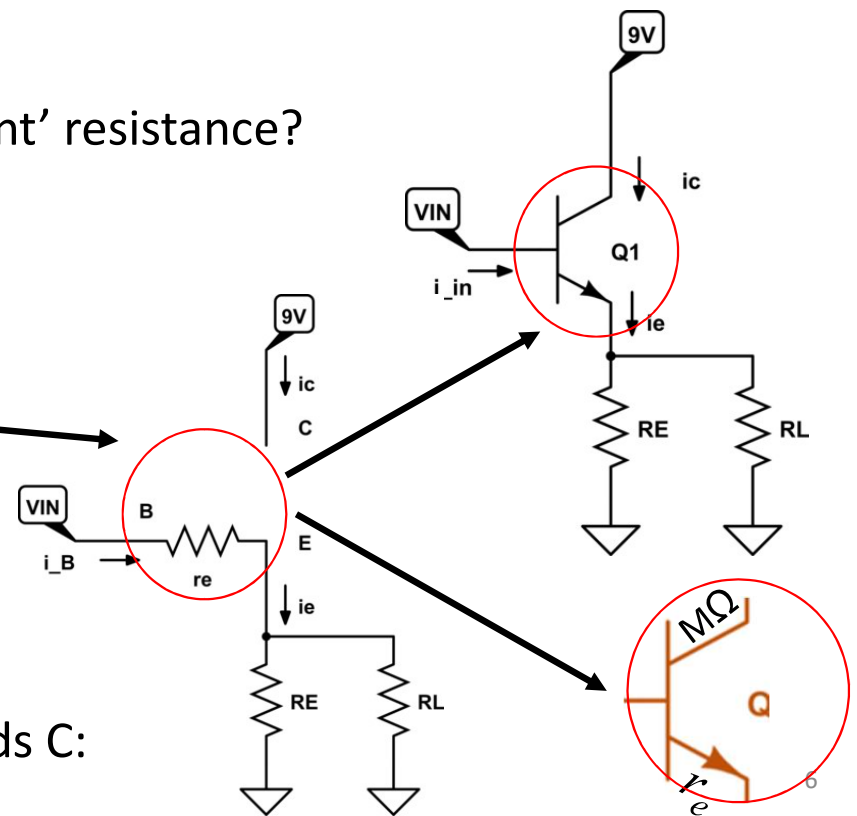 nt’ resistance?
9V
ic
VIN
Q1
i_in
ie
RE
RL
9V
ic
C
VIN
B
E
i_B
re
ie
RE
RL
MΩ
Q
r_e
ds C:
6